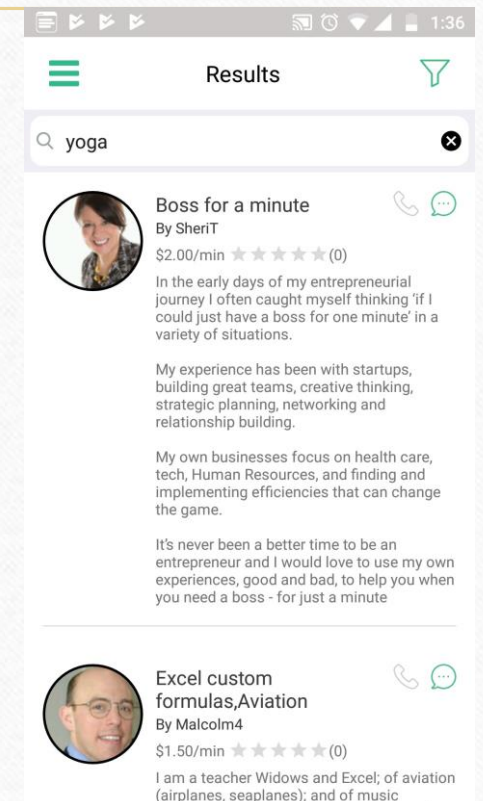 1:36
Results
yoga
Boss for a minute
By SheriT
$2.00/min (0)
In the early days of my entrepreneurial
journey I often caught myself thinking 'if I
could just have a boss for one minute' in a
variety of situations.
My experience has been with startups,
building great teams, creative thinking,
strategic planning, networking and
relationship building.
My own businesses focus on health care,
tech, Human Resources, and finding and
implementing efficiencies that can change
the game.
It's never been a better time to be an
entrepreneur and I would love to use my own
experiences, good and bad, to help you when
you need a boss - for just a minute
Excel custom
formulas,Aviation
By Malcolm4
$1.50/min (0)
I am a teacher Widows and Excel; of aviation
(airplanes, seaplanes); and of music